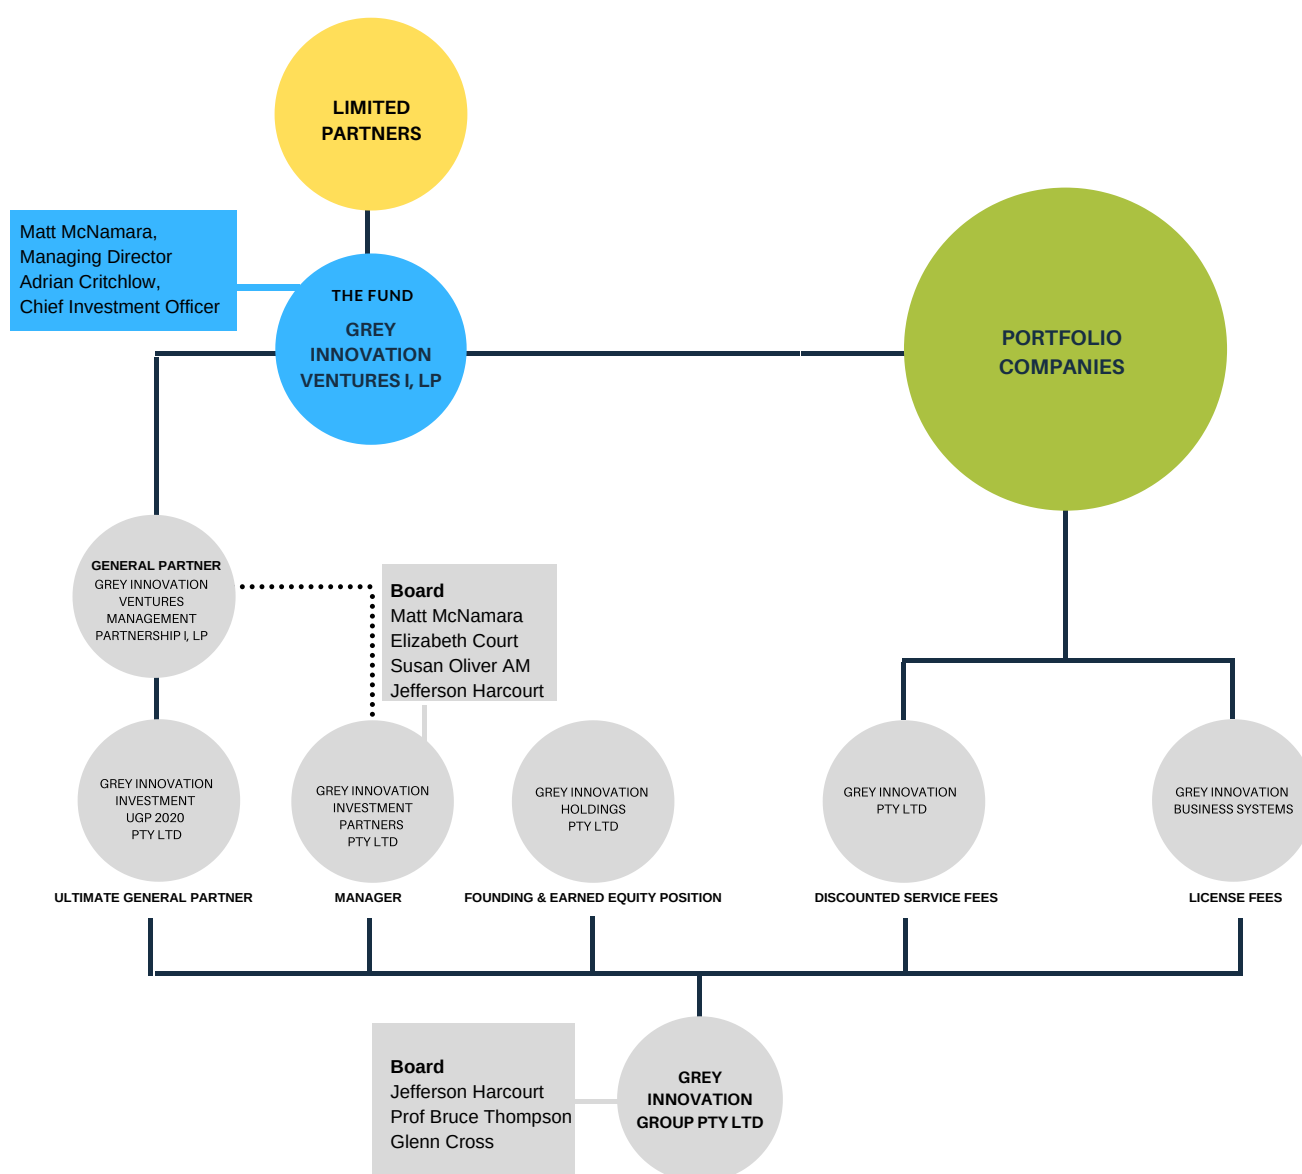 LIMITED
PARTNERS
Matt McNamara,
Managing Director
Adrian Critchlow,
Chief Investment Officer
THE FUND
GREY
INNOVATION
VENTURES I, LP
PORTFOLIO
COMPANIES
GENERAL PARTNER
GREY INNOVATION
VENTURES
MANAGEMENT
PARTNERSHIP I, LP
Board
Matt McNamara
Elizabeth Court
Susan Oliver AM
Jefferson Harcourt
GREY INNOVATION
INVESTMENT
UGP 2020
PTY LTD
GREY INNOVATION
INVESTMENT
PARTNERS
PTY LTD
GREY INNOVATION
HOLDINGS
PTY LTD
GREY INNOVATION
PTY LTD
GREY INNOVATION
BUSINESS SYSTEMS
ULTIMATE GENERAL PARTNER
MANAGER
FOUNDING & EARNED EQUITY POSITION
DISCOUNTED SERVICE FEES
LICENSE FEES
Board
Jefferson Harcourt
Prof Bruce Thompson
Glenn Cross
GREY
INNOVATION
GROUP PTY LTD